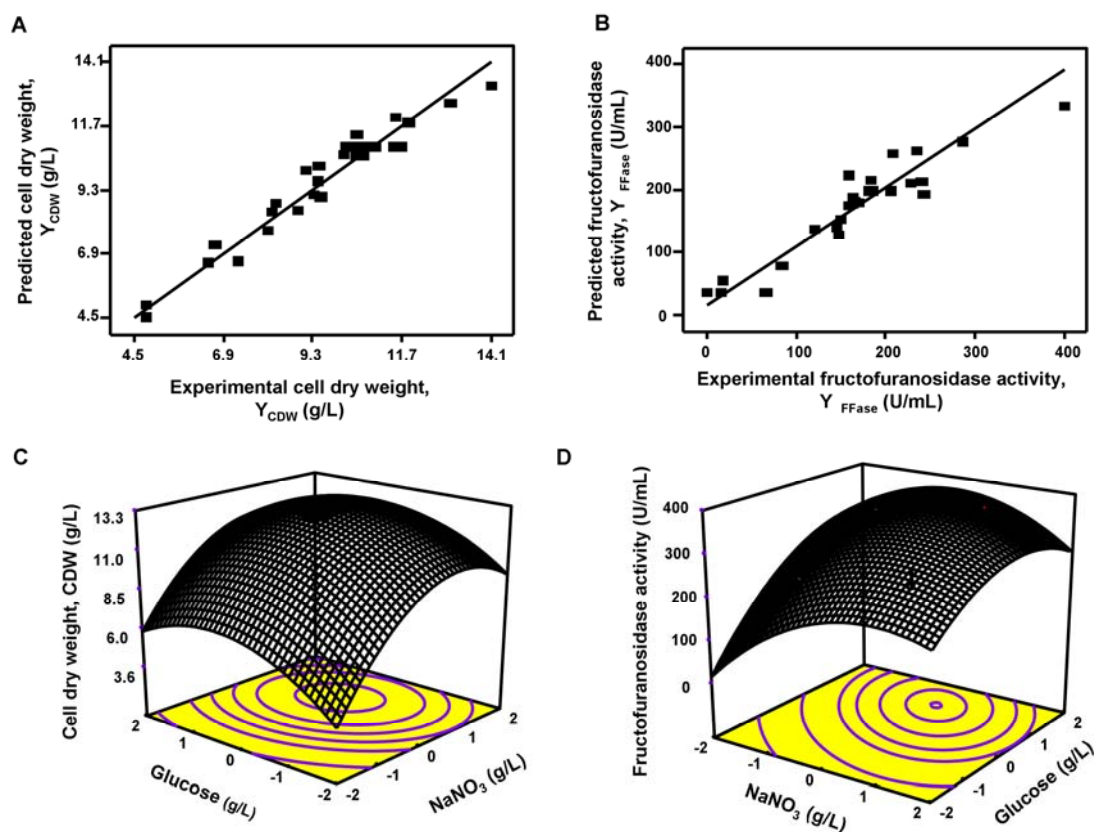 A
Predicted cell dry weight,
Y CDW (g/L)
14.1
11.7
9.3
6.9
4.5
4.5 6.9 9.3 11.7 14.1
Experimental cell dry weight,
Y CDW (g/L)
B
Predicted fructofuranosidase
activity, Y FFase (U/mL)
400
300
200
100
0
0 100 200 300 400
Experimental fructofuranosidase activity,
Y FFase (U/mL)
C
Cell dry weight, CDW (g/L)
13.3
11.0
8.5
6.0
3.6
2 1 0 -1 -2
Glucose (g/L)
-2 -1 0 1 2
NaNO3 (g/L)
D
Fructofuranosidase activity (U/mL)
400
300
200
100
0
-2 -1 0 1 2
NaNO3 (g/L)
-2 -1 0 1 2
Glucose (g/L)